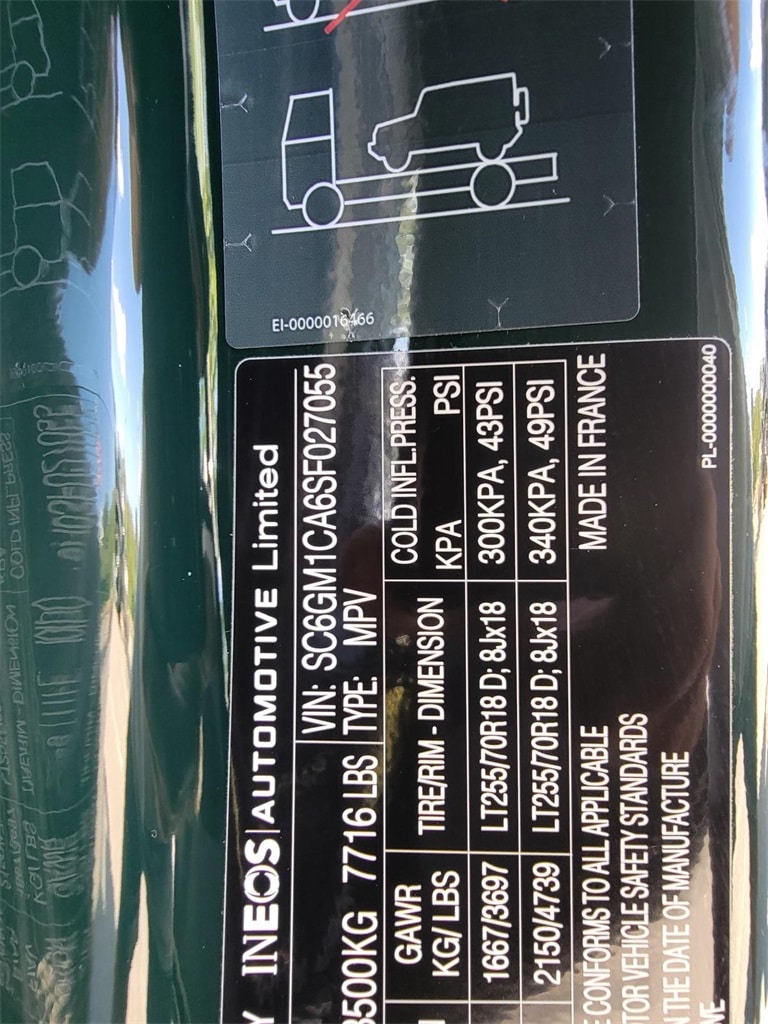 EI-0000016466
INEOS|AUTOMOTIVE Limited
VIN: SC6GM1CA6SF027055
7716 LBS TYPE: MPV
GAWR TIRE/RIM - DIMENSION COLD INFL.PRESS.
KG/ LBS KPA PSI
1667/3697 LT255/70R18 D; 8Jx18 300KPA, 43PSI
2150/4739 LT255/70R18 D; 8Jx18 340KPA, 49PSI
CONFORMS TO ALL APPLICABLE MADE IN FRANCE
VEHICLE SAFETY STANDARDS
THE DATE OF MANUFACTURE
PL-0000000040